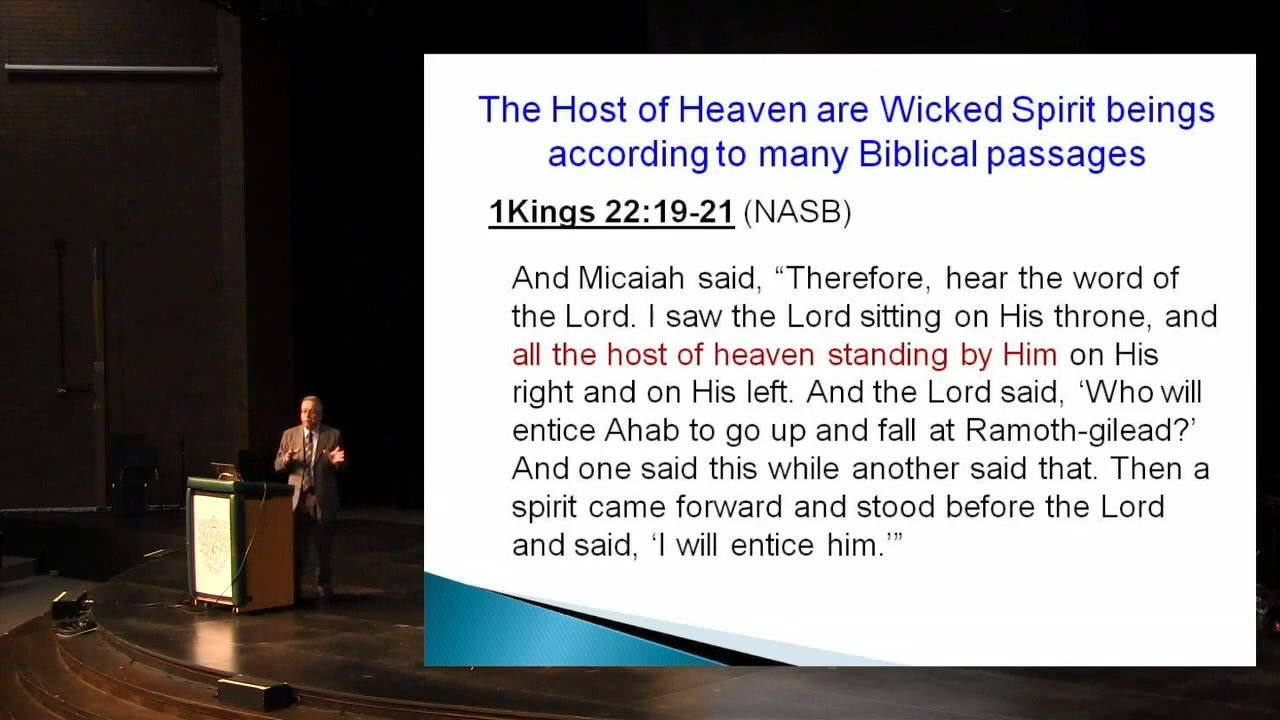 The Host of Heaven are Wicked Spirit beings
according to many Biblical passages
1Kings 22:19-21 (NASB)
And Micaiah said, “Therefore, hear the word of
the Lord. I saw the Lord sitting on His throne, and
all the host of heaven standing by Him on His
right and on His left. And the Lord said, ‘Who will
entice Ahab to go up and fall at Ramoth-gilead?’
And one said this while another said that. Then a
spirit came forward and stood before the Lord
and said, ‘I will entice him.’”